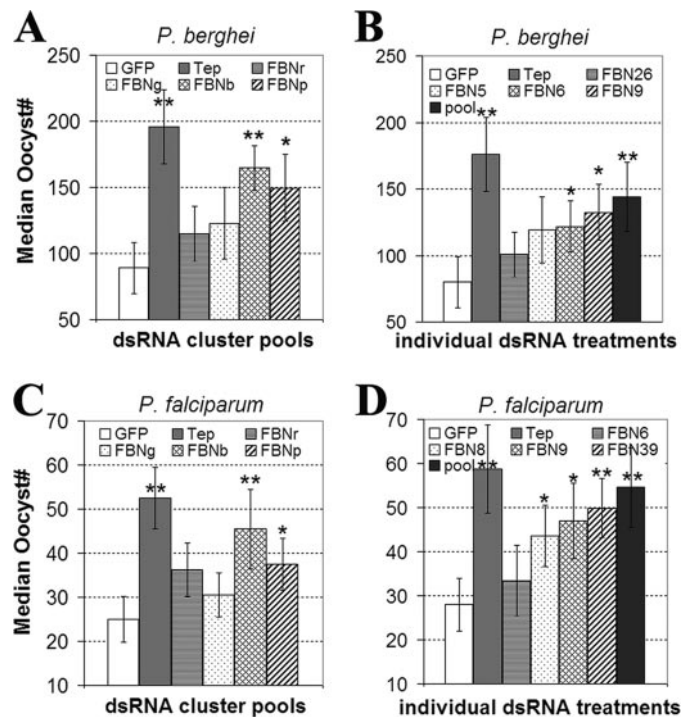 A
P. berghei
GFP Tep FBNr
FBNg FBNb FBNp
250
200
150
100
50
Median Oocyst#
** ** *
dsRNA cluster pools
B
P. berghei
GFP Tep FBN26
FBN5 FBN6 FBN9
pool
250
200
150
100
50
** * * **
individual dsRNA treatments
C
P. falciparum
GFP Tep FBNr
FBNg FBNb FBNp
70
60
50
40
30
20
10
Median Oocyst#
** ** *
dsRNA cluster pools
D
P. falciparum
GFP Tep FBN6
FBN8 FBN9 FBN39
pool
70
60
50
40
30
20
10
** * * ** **
individual dsRNA treatments